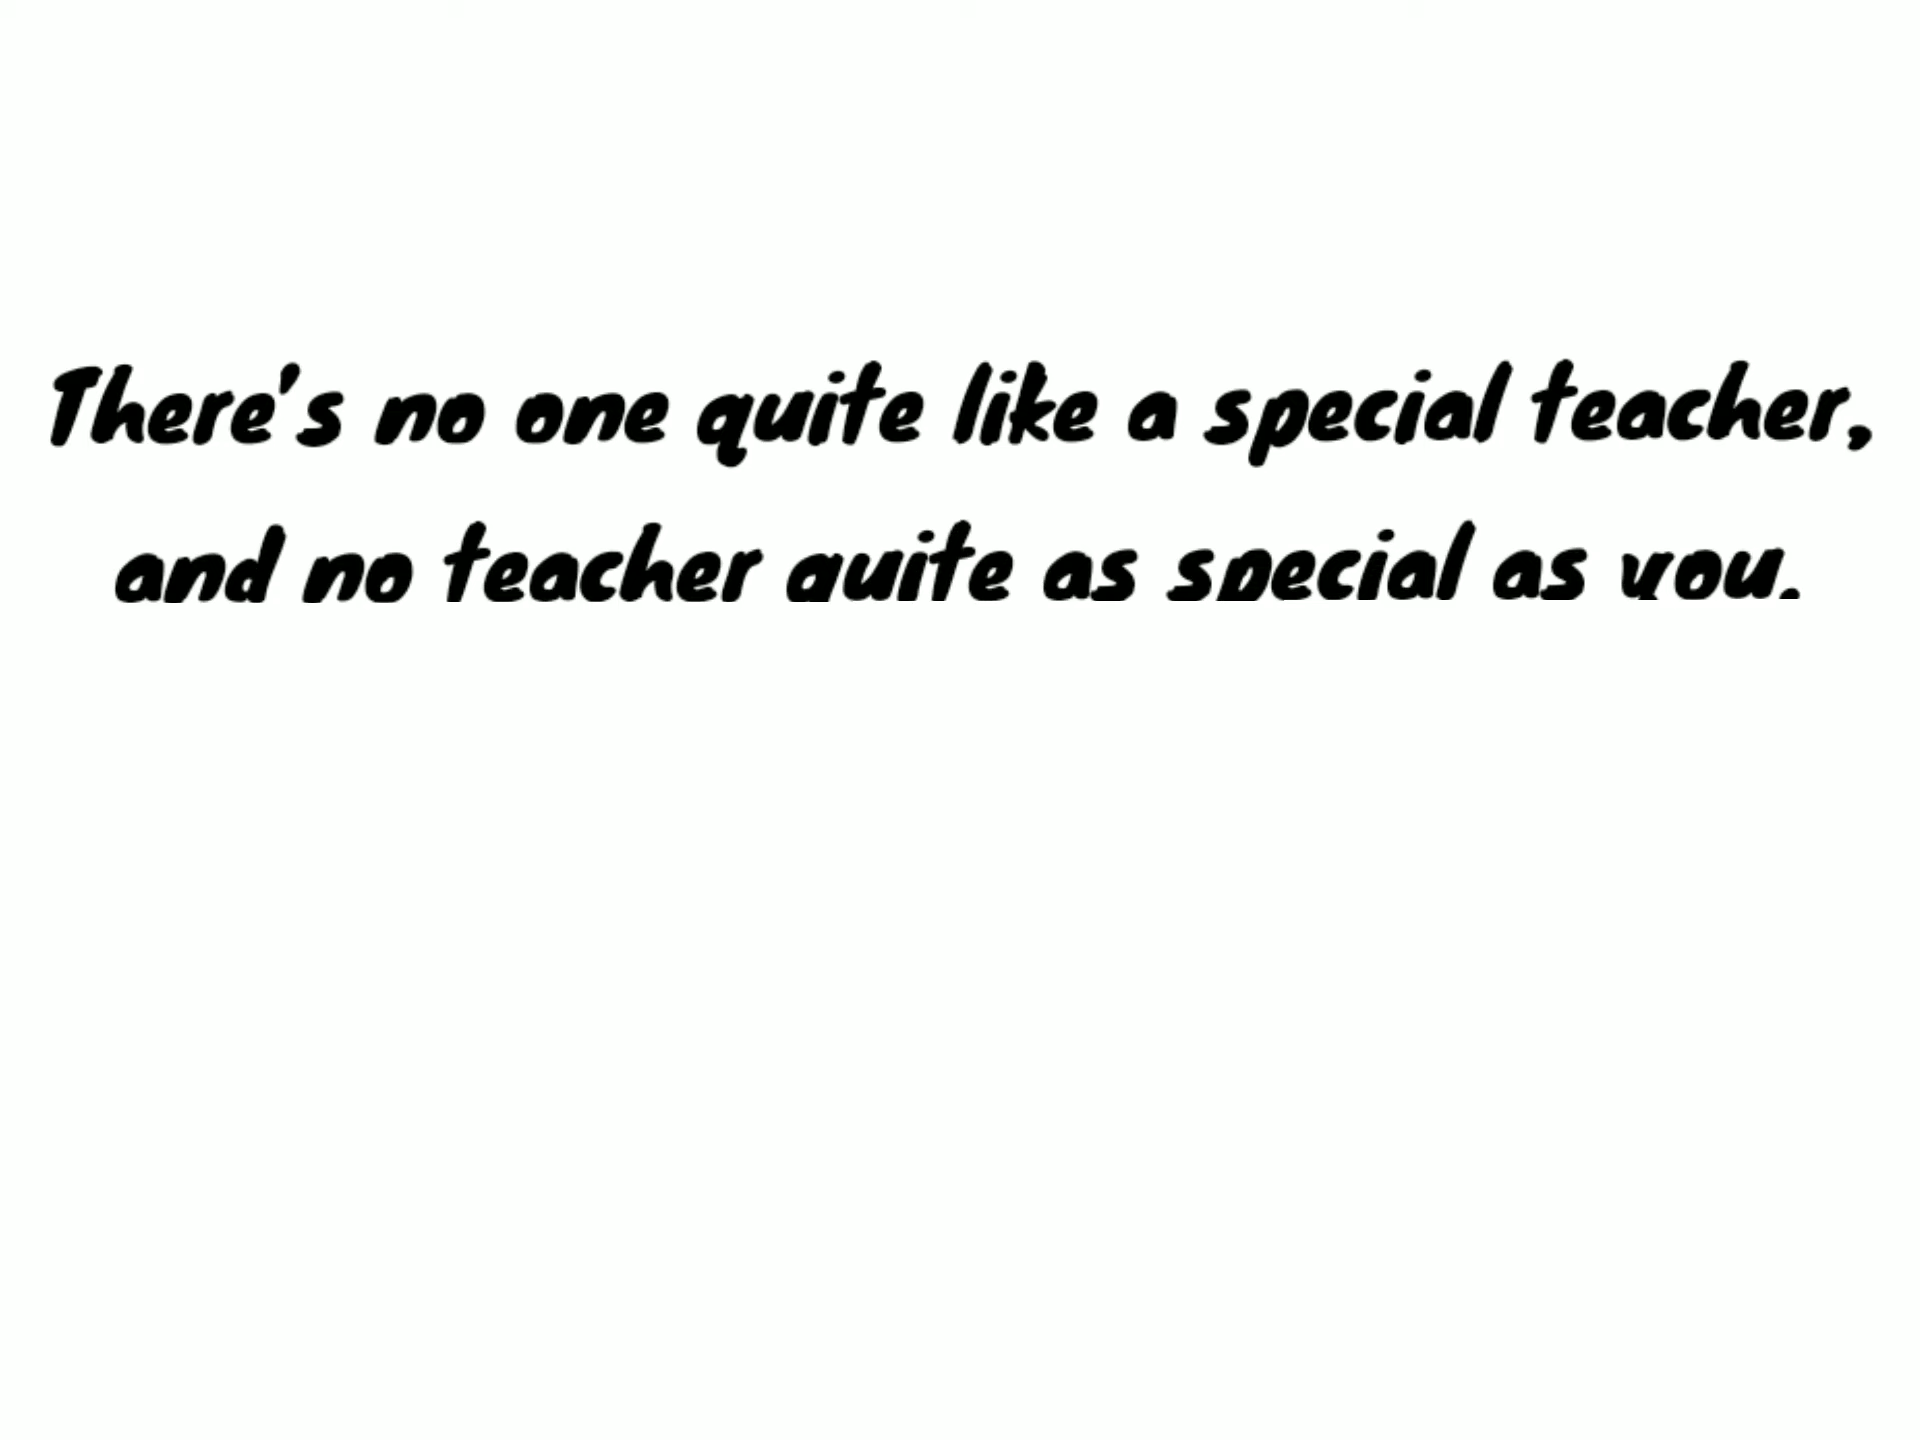 There's no one quite like a special teacher,
and no teacher quite as special as you.